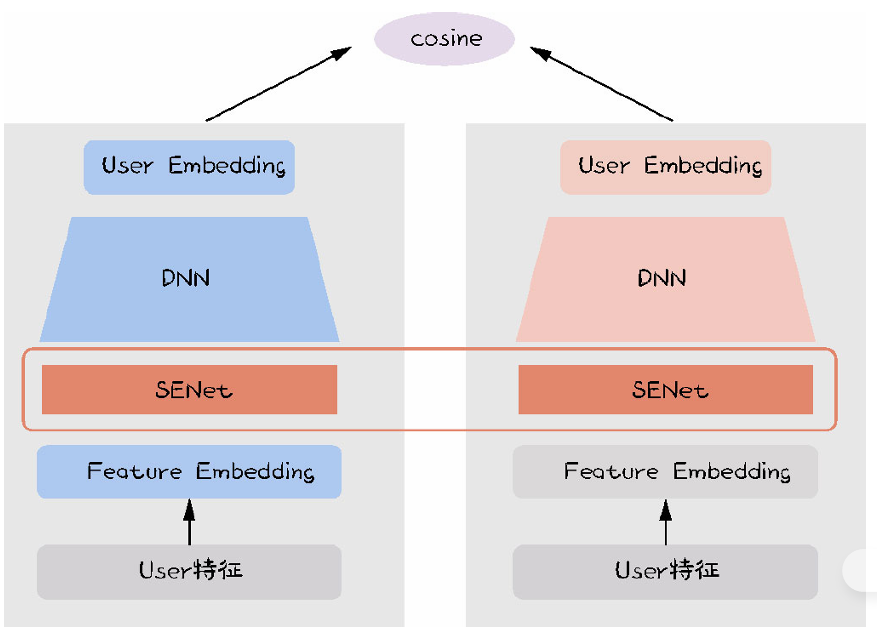 cosine
User Embedding
User Embedding
DNN
DNN
SENet
SENet
Feature Embedding
Feature Embedding
User特征
User特征